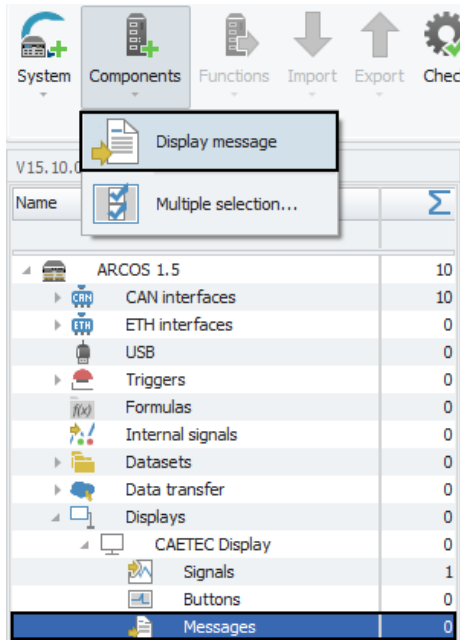 System Components Functions Import Export Chec
Display message
V15.10.0
Multiple selection...
Name Σ
ARCOS 1.5 10
CAN CAN interfaces 10
ETH ETH interfaces 0
USB 0
Triggers 0
f(x) Formulas 0
Internal signals 0
Datasets 0
Data transfer 0
Displays 0
CAETEC Display 0
Signals 1
Buttons 0
Messages 0